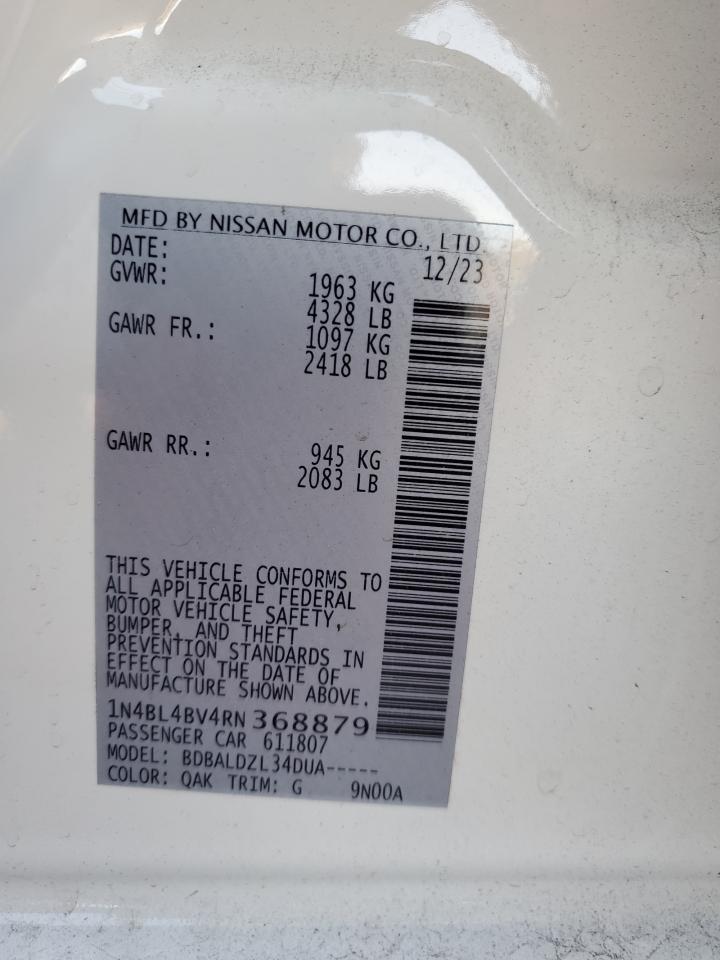 MFD BY NISSAN MOTOR CO., LTD.
DATE: 12/23
GVWR: 1963 KG
4328 LB
GAWR FR.: 1097 KG
2418 LB
GAWR RR.: 945 KG
2083 LB
THIS VEHICLE CONFORMS TO
ALL APPLICABLE FEDERAL
MOTOR VEHICLE SAFETY,
BUMPER, AND THEFT
PREVENTION STANDARDS IN
EFFECT ON THE DATE OF
MANUFACTURE SHOWN ABOVE.
1N4BL4BV4RN368879
PASSENGER CAR 611807
MODEL: BDBALDZL34DUA-----
COLOR: QAK TRIM: G 9N00A